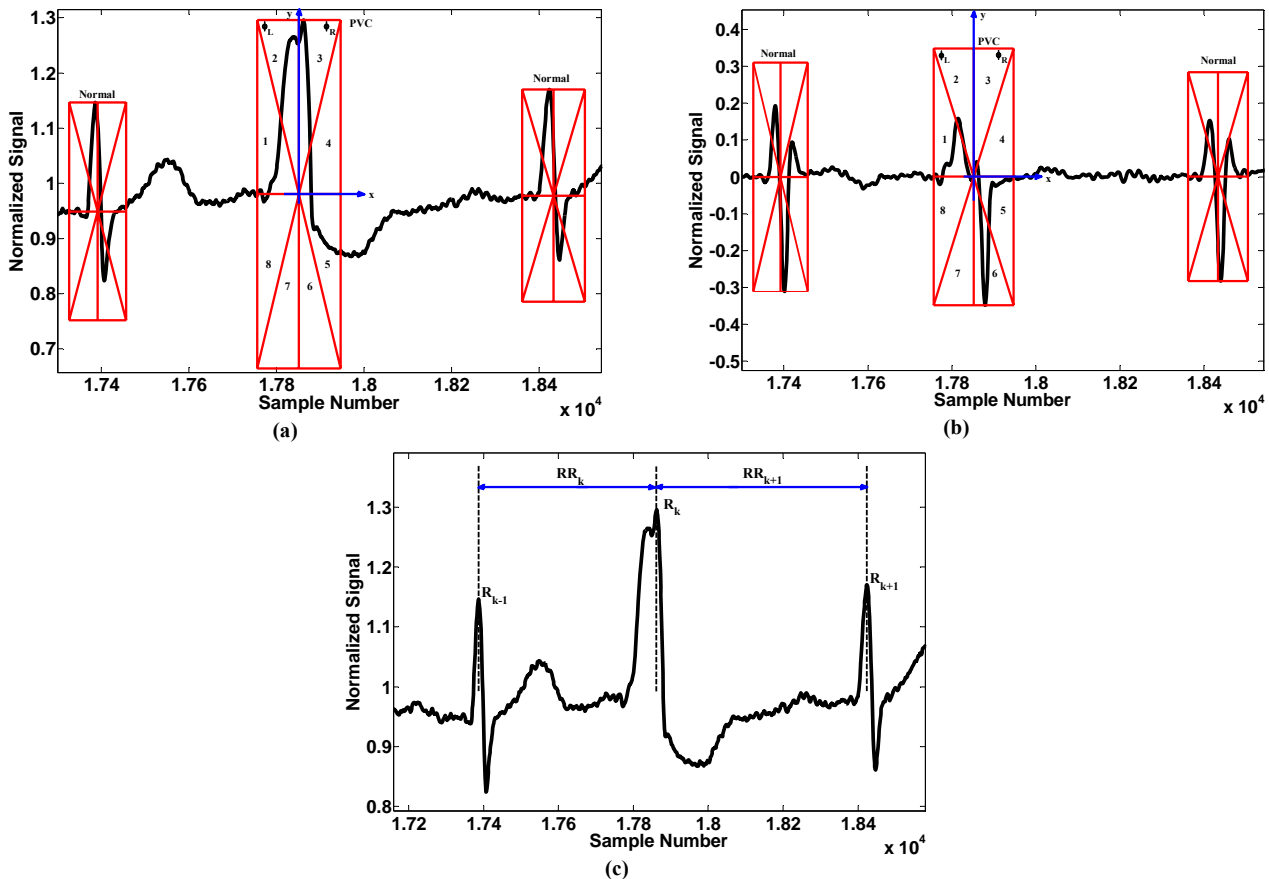 y
PVC
ϕL
ϕR
2
3
Normal
Normal
1
4
x
8
5
7
6
1.3
1.2
1.1
1
0.9
0.8
0.7
Normalized Signal
1.74
1.76
1.78
1.8
1.82
1.84
Sample Number
x 10^4
(a)
y
PVC
Normal
Normal
ϕL
ϕR
2
3
1
4
x
8
5
7
6
0.4
0.3
0.2
0.1
0
-0.1
-0.2
-0.3
-0.4
-0.5
Normalized Signal
1.74
1.76
1.78
1.8
1.82
1.84
Sample Number
x 10^4
(b)
RR_k
RR_k+1
R_k
R_k-1
R_k+1
1.3
1.2
1.1
1
0.9
0.8
Normalized Signal
1.72
1.74
1.76
1.78
1.8
1.82
1.84
Sample Number
x 10^4
(c)